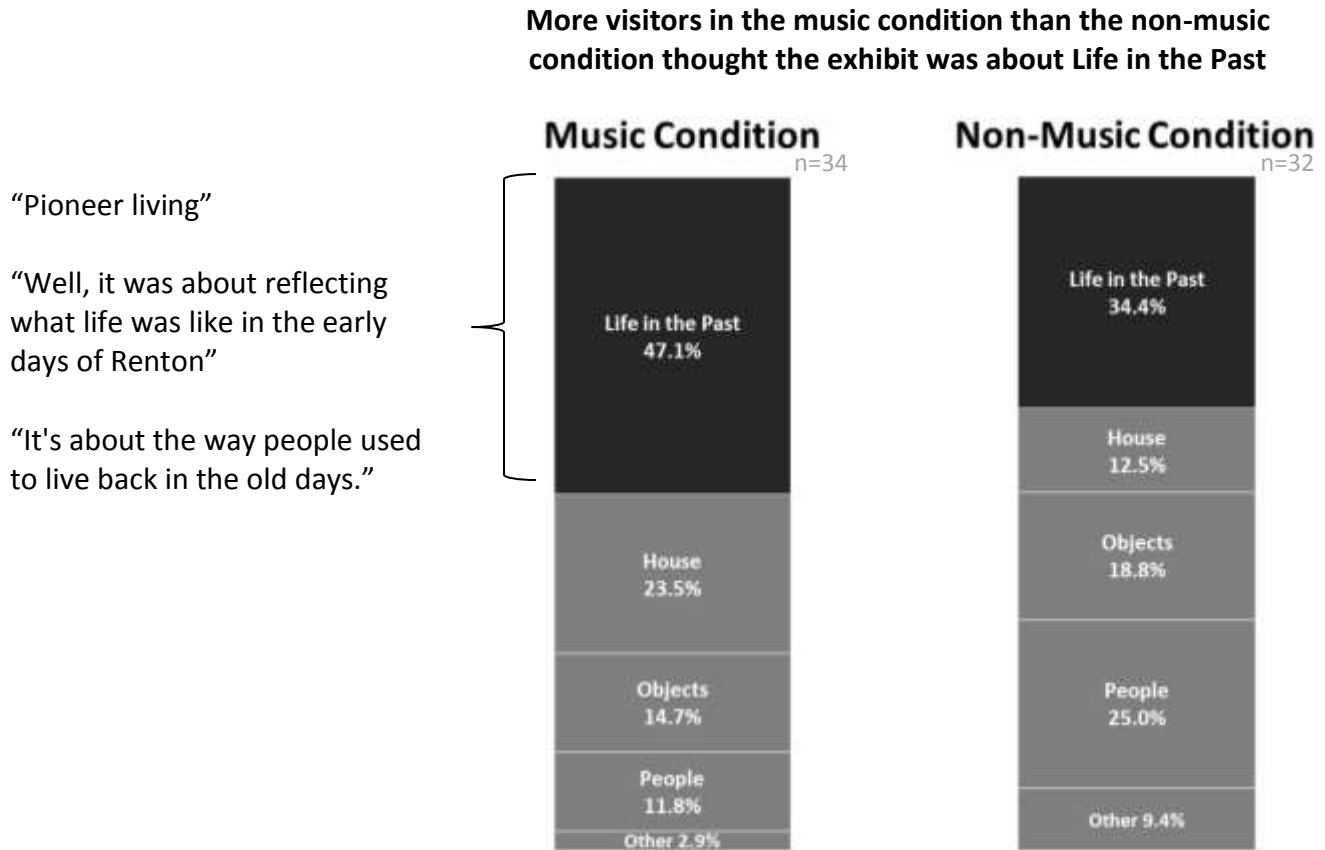 More visitors in the music condition than the non-music
condition thought the exhibit was about Life in the Past
Music Condition
n=34
Non-Music Condition
n=32
“Pioneer living”
“Well, it was about reflecting
what life was like in the early
days of Renton”
“It's about the way people used
to live back in the old days.”
Life in the Past
47.1%
House
23.5%
Objects
14.7%
People
11.8%
Other 2.9%
Life in the Past
34.4%
House
12.5%
Objects
18.8%
People
25.0%
Other 9.4%